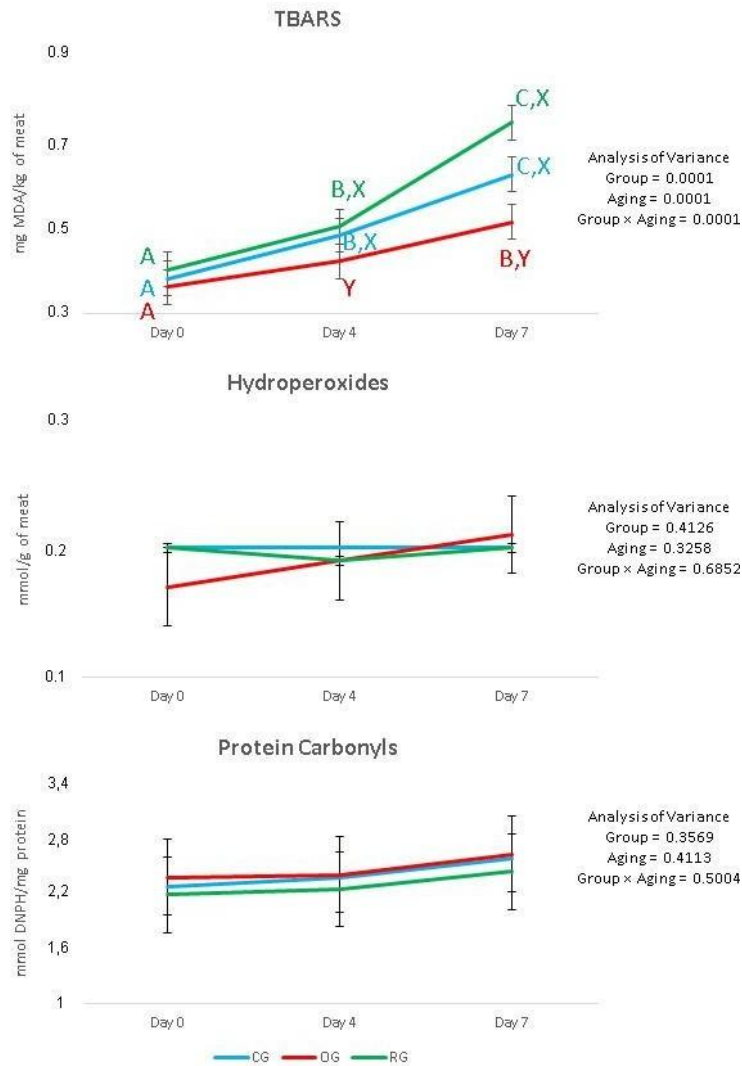 TBARS
0.9
0.7
0.5
0.3
mg MDA/kg of meat
A
A
A
B,X
B,X
Y
C,X
C,X
B,Y
Day 0
Day 4
Day 7
Analysis of Variance
Group = 0.0001
Aging = 0.0001
Group × Aging = 0.0001
Hydroperoxides
0.3
0.2
0.1
mmol/g of meat
Day 0
Day 4
Day 7
Analysis of Variance
Group = 0.4126
Aging = 0.3258
Group × Aging = 0.6852
Protein Carbonyls
3,4
2,8
2,2
1,6
1
mmol DNPH/mg protein
Day 0
Day 4
Day 7
Analysis of Variance
Group = 0.3569
Aging = 0.4113
Group × Aging = 0.5004
CG
OG
RG